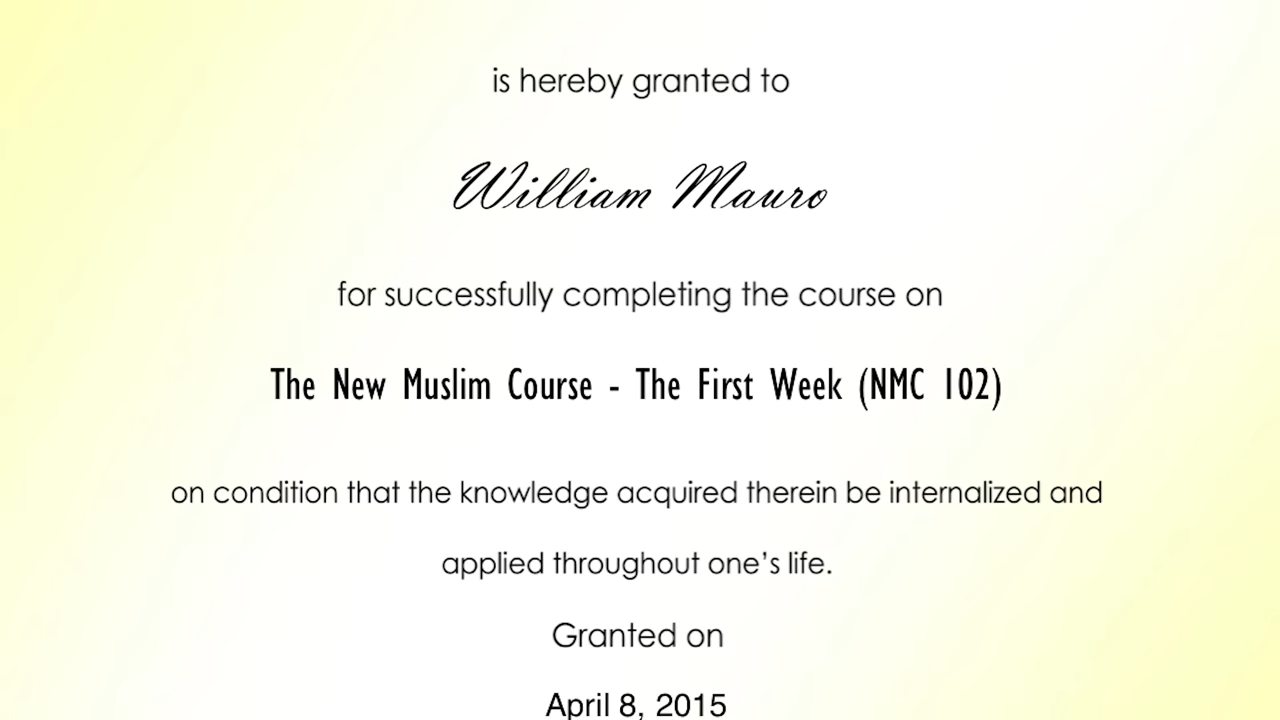 is hereby granted to
William Mauro
for successfully completing the course on
The New Muslim Course - The First Week (NMC 102)
on condition that the knowledge acquired therein be internalized and
applied throughout one’s life.
Granted on
April 8, 2015